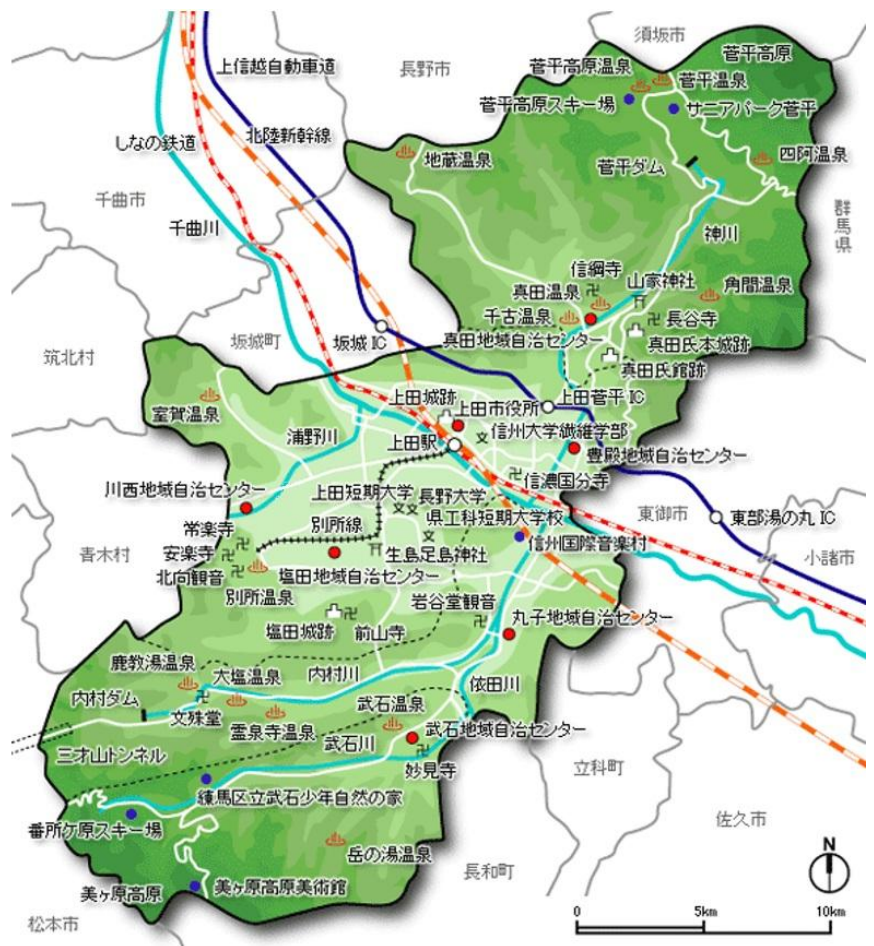 須坂市
菅平高原
上信越自動車道
長野市
菅平高原温泉
菅平温泉
菅平高原スキー場
サニアパーク菅平
北陸新幹線
しなの鉄道
地蔵温泉
菅平ダム
四阿温泉
千曲市
群馬県
千曲川
神川
信綱寺
山家神社
真田温泉
角間温泉
千古温泉
長谷寺
坂城町
坂城 IC
真田地域自治センター
真田氏本城跡
筑北村
真田氏館跡
上田城跡
上田市役所
上田菅平 IC
室賀温泉
浦野川
上田駅
信州大学繊維学部
豊殿地域自治センター
信濃国分寺
川西地域自治センター
上田短期大学
長野大学
東御市
常楽寺
別所線
県工科短期大学校
東部湯の丸 IC
安楽寺
生島足島神社
信州国際音楽村
小諸市
青木村
北向観音
塩田地域自治センター
別所温泉
岩谷堂観音
丸子地域自治センター
塩田城跡
前山寺
鹿教湯温泉
大塩温泉
内村川
依田川
内村ダム
文殊堂
霊泉寺温泉
武石温泉
武石地域自治センター
三才山トンネル
武石川
妙見寺
立科町
練馬区立武石少年自然の家
番所ケ原スキー場
岳の湯温泉
佐久市
長和町
N
美ヶ原高原
美ヶ原高原美術館
松本市
0
5km
10km